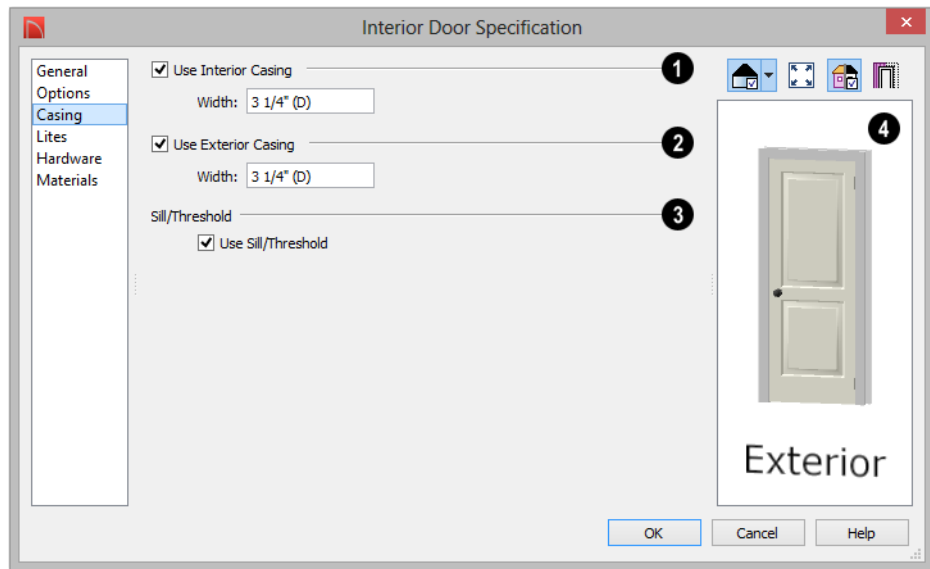 Interior Door Specification
General
Options
Casing
Lites
Hardware
Materials
Use Interior Casing
1
Width: 3 1/4" (D)
Use Exterior Casing
2
Width: 3 1/4" (D)
Sill/Threshold
3
Use Sill/Threshold
4
Exterior
OK
Cancel
Help